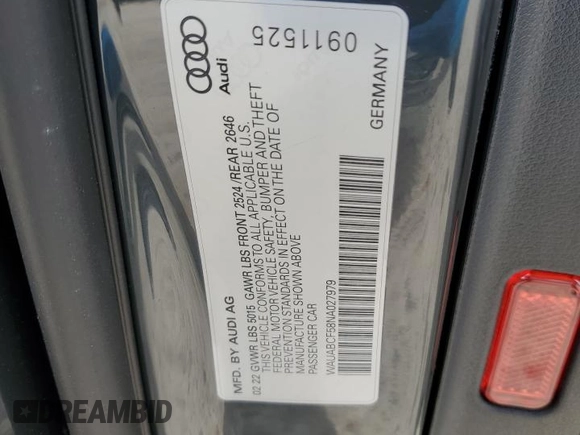 0911525
Audi
GERMANY
MFD. BY AUDI AG
02 22 GVWR LBS 5015 GAWR LBS FRONT 2524 /REAR 2646
THIS VEHICLE CONFORMS TO ALL APPLICABLE U.S.
FEDERAL MOTOR VEHICLE SAFETY, BUMPER AND THEFT
PREVENTION STANDARDS IN EFFECT ON THE DATE OF
MANUFACTURE SHOWN ABOVE
PASSENGER CAR
WAUABCF58NA027979
DREAMBID